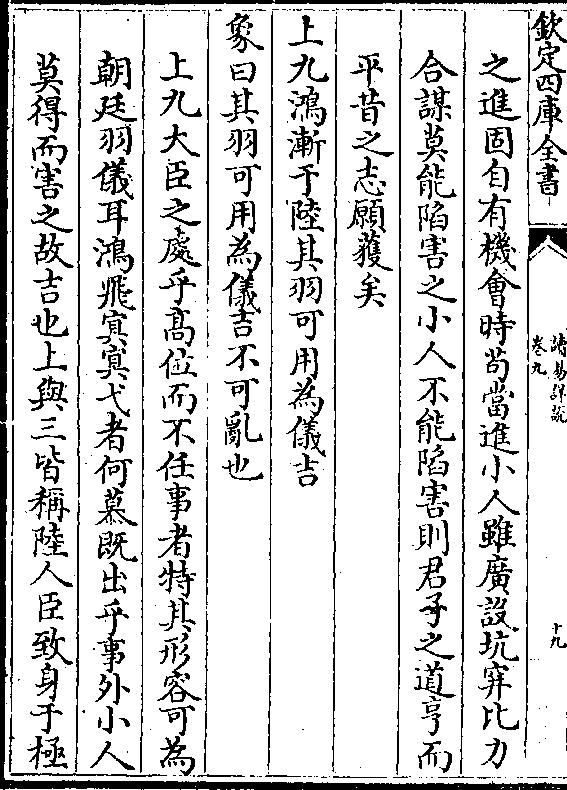 欽定四庫全書
讀易詳説
卷九
十九
之進固自有機會時苟當進小人雖廣設坑穽比力
合謀莫能陷害之小人不能陷害則君子之道亨而
平昔之志願獲矣
上九鴻漸于陸其羽可用為儀吉
象曰其羽可用為儀吉不可亂也
上九大臣之處乎髙位而不任事者特其形容可為
朝廷羽儀耳鴻飛冥冥弋者何慕既出乎事外小人
莫得而害之故吉也上與三皆稱陸人臣致身于極